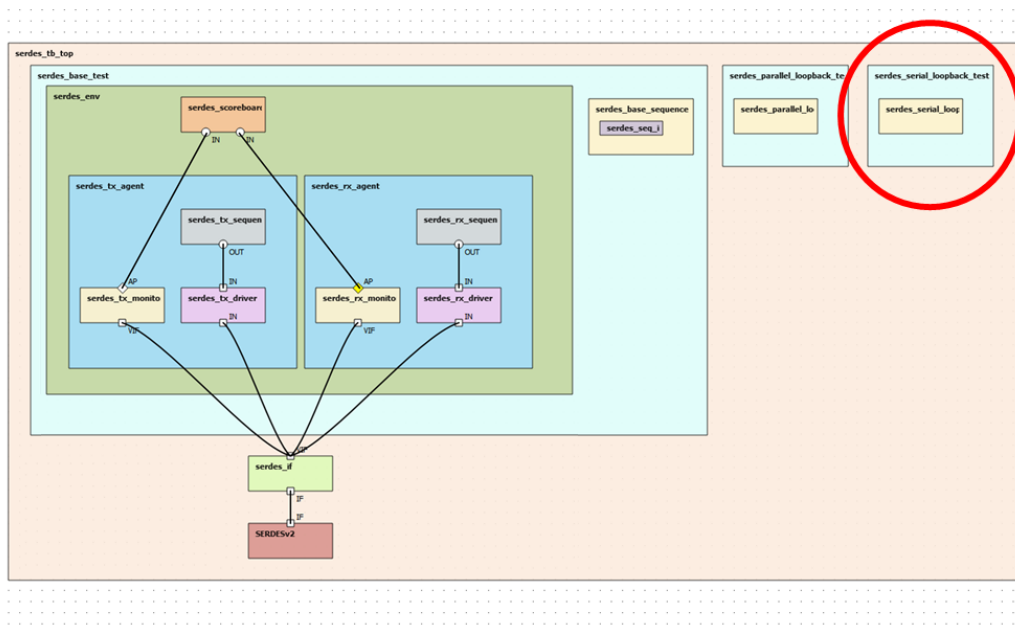 serdes_tb_top
serdes_base_test
serdes_parallel_loopback_te
serdes_serial_loopback_test
serdes_env
serdes_scoreboar
serdes_base_sequence
serdes_parallel_lo
serdes_serial_loop
serdes_seq_i
IN
IN
serdes_tx_agent
serdes_rx_agent
serdes_tx_sequen
serdes_rx_sequen
OUT
OUT
AP
IN
AP
IN
serdes_tx_monito
serdes_tx_driver
serdes_rx_monito
serdes_rx_driver
VIF
IN
VIF
IN
serdes_if
IF
IF
SERDESv2